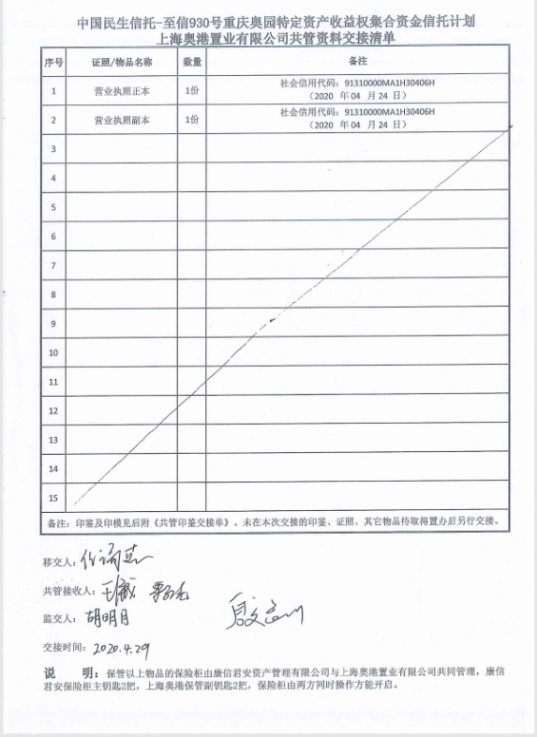 中国民生信托-至信930号重庆奥园特定资产收益权集合资金信托计划
上海奥港置业有限公司共管资料交接清单
序号 证照/物品名称 数量 备注
1 营业执照正本 1份 社会信用代码：91310000MA1H30406H
（2020 年 04 月 24 日）
2 营业执照副本 1份 社会信用代码：91310000MA1H30406H
（2020 年 04 月 24 日）
3
4
5
6
7
8
9
10
11
12
13
14
15
备注：印鉴及印模见后附《共管印鉴交接单》。未在本次交接的印鉴、证照、其它物品待取得置办后另行交接。
移交人：
共管接收人：
监交人：胡明月
交接时间：2020.4.29
说 明：保管以上物品的保险柜由康信君安资产管理有限公司与上海奥港置业有限公司共同管理，康信
君安保险柜主钥匙2把，上海奥港保管副钥匙2把，保险柜由两方同时操作方能开启。